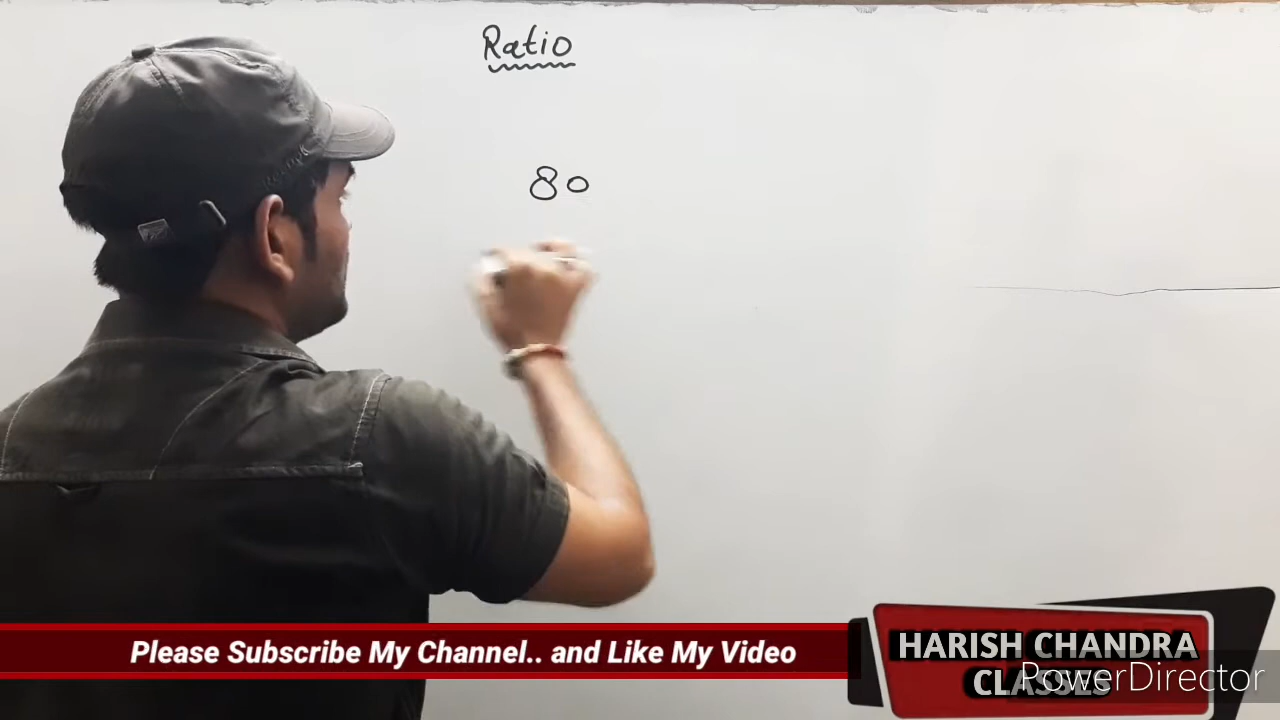 Ratio
80
Please Subscribe My Channel.. and Like My Video
HARISH CHANDRA
CLASSES
PowerDirector